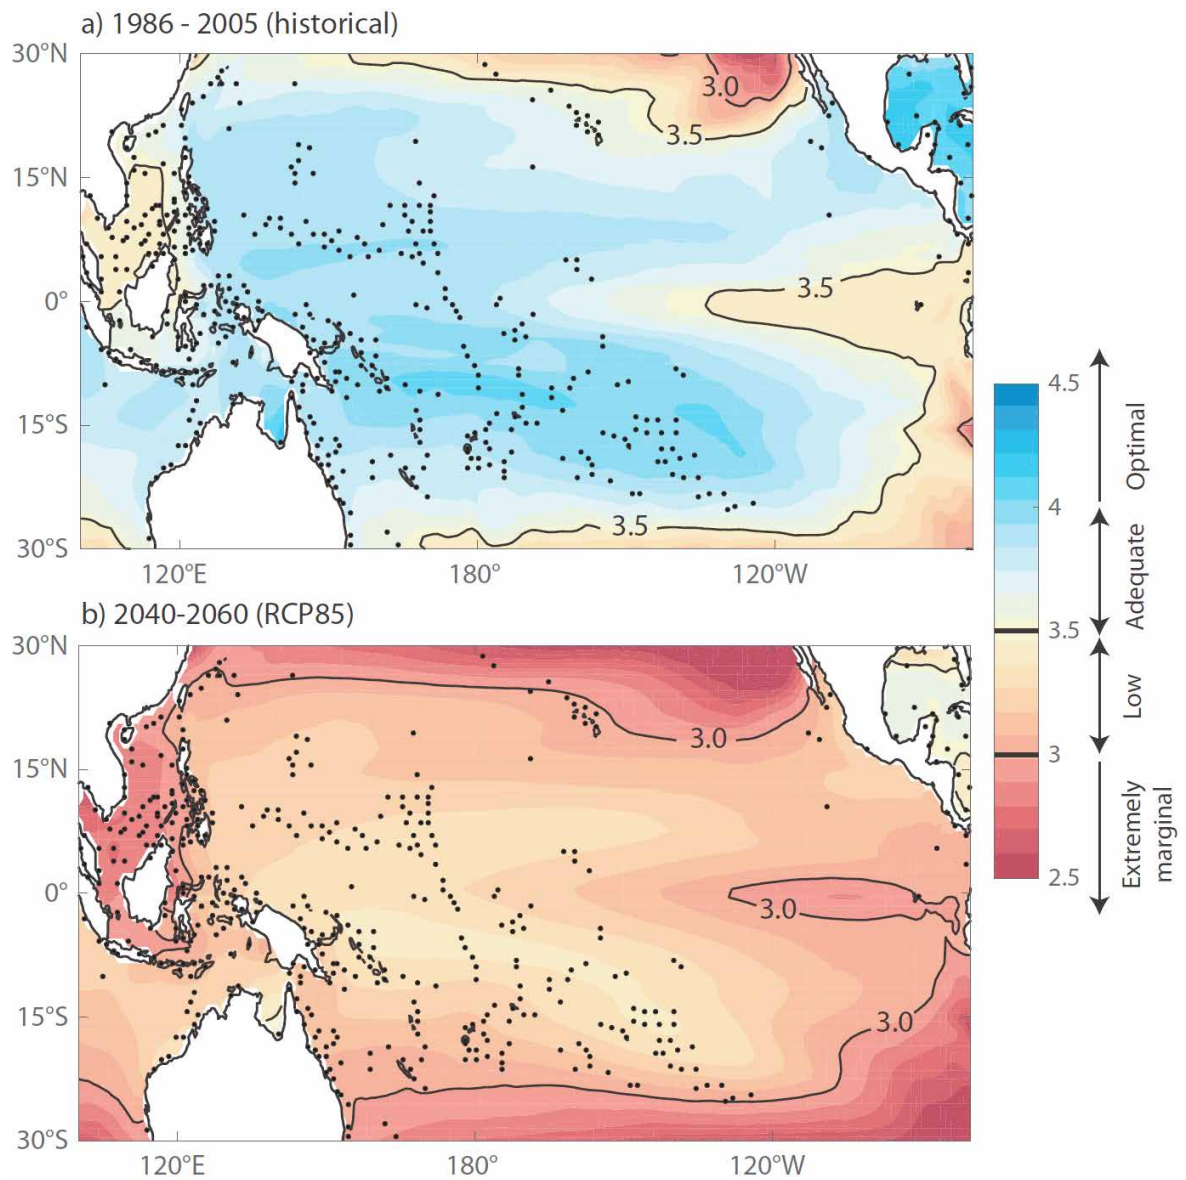 a) 1986 - 2005 (historical)
30°N
15°N
0°
15°S
30°S
3.0
3.5
3.5
3.5
120°E
180°
120°W
4.5
4
3.5
3
2.5
Optimal
Adequate
Low
Extremely
marginal
b) 2040-2060 (RCP85)
30°N
15°N
0°
15°S
30°S
3.0
3.0
3.0
120°E
180°
120°W